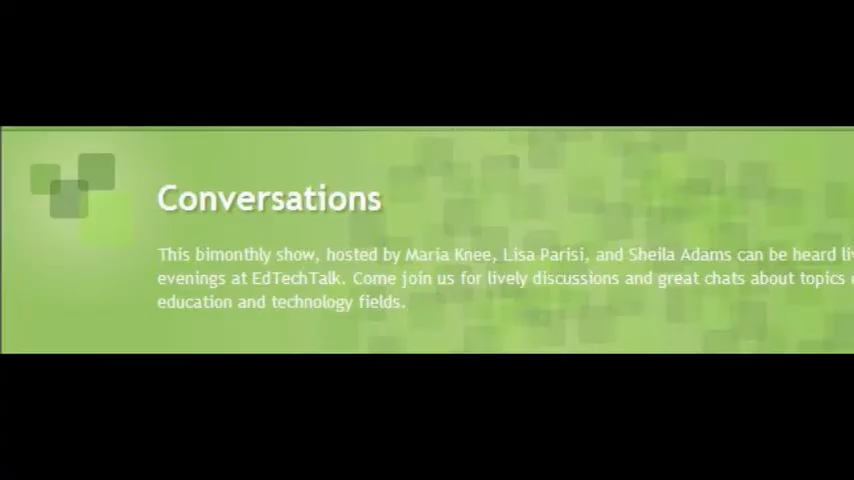 Conversations
This bimonthly show, hosted by Maria Knee, Lisa Parisi, and Sheila Adams can be heard
evenings at EdTechTalk. Come join us for lively discussions and great chats about topics
education and technology fields.